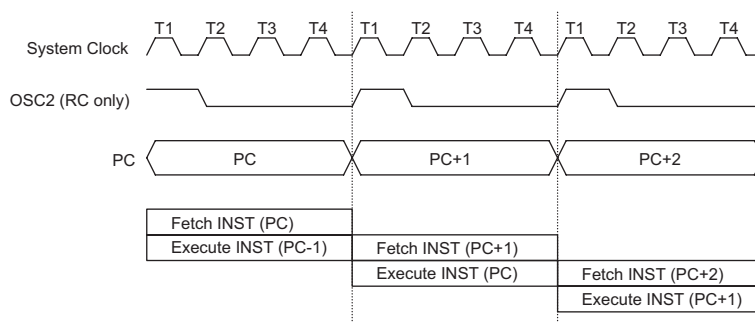 T1 T2 T3 T4 T1 T2 T3 T4 T1 T2 T3 T4
System Clock
OSC2 (RC only)
PC PC PC+1 PC+2
Fetch INST (PC)
Execute INST (PC-1) Fetch INST (PC+1)
Execute INST (PC) Fetch INST (PC+2)
Execute INST (PC+1)